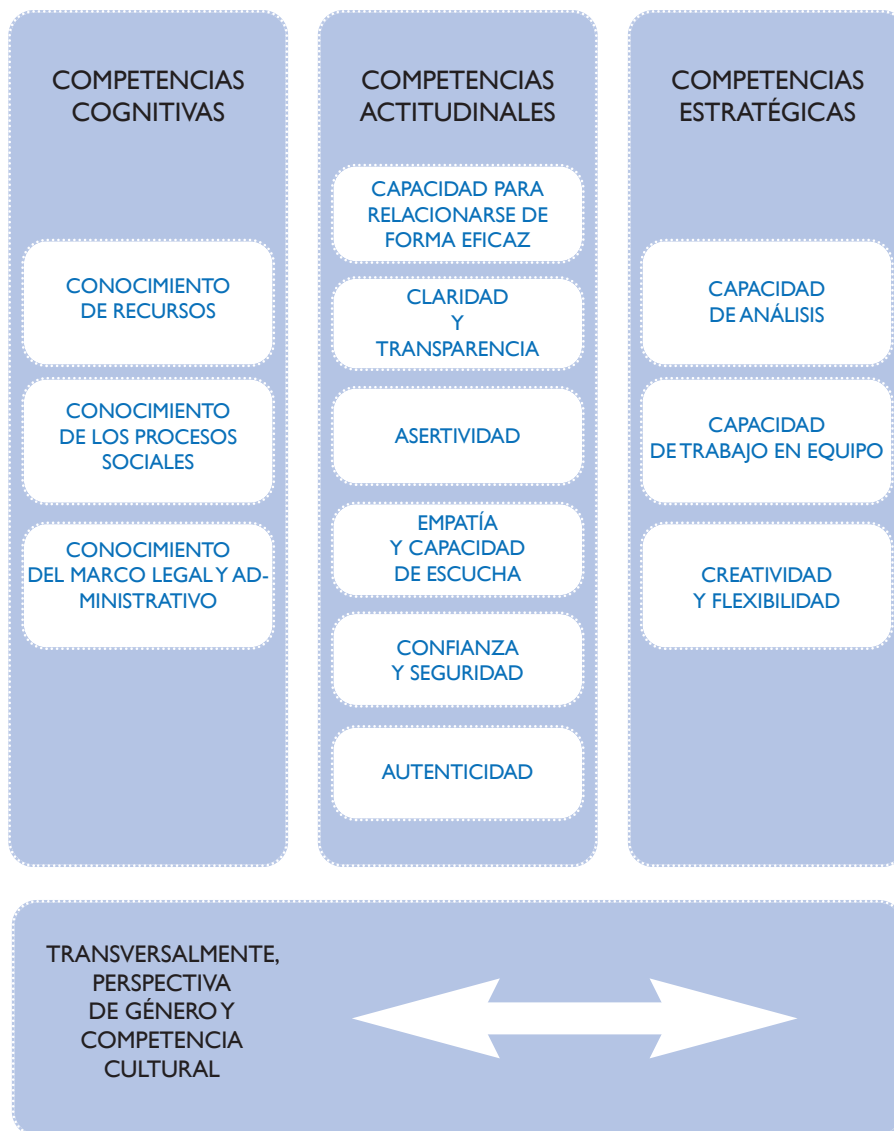 COMPETENCIAS
COGNITIVAS
CONOCIMIENTO
DE RECURSOS
CONOCIMIENTO
DE LOS PROCESOS
SOCIALES
CONOCIMIENTO
DEL MARCO LEGAL Y AD-
MINISTRATIVO
COMPETENCIAS
ACTITUDINALES
CAPACIDAD PARA
RELACIONARSE DE
FORMA EFICAZ
CLARIDAD
Y
TRANSPARENCIA
ASERTIVIDAD
EMPATÍA
Y CAPACIDAD
DE ESCUCHA
CONFIANZA
Y SEGURIDAD
AUTENTICIDAD
COMPETENCIAS
ESTRATÉGICAS
CAPACIDAD
DE ANÁLISIS
CAPACIDAD
DE TRABAJO EN EQUIPO
CREATIVIDAD
Y FLEXIBILIDAD
TRANSVERSALMENTE,
PERSPECTIVA
DE GÉNERO Y
COMPETENCIA
CULTURAL